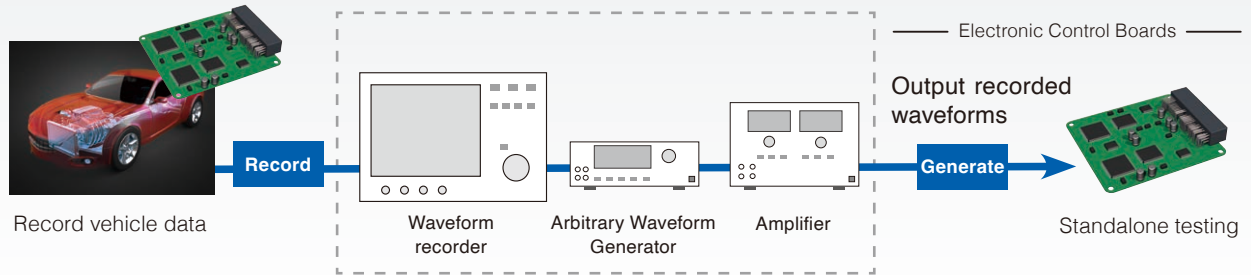 Electronic Control Boards
Output recorded
waveforms
Record
Generate
Record vehicle data
Waveform
recorder
Arbitrary Waveform
Generator
Amplifier
Standalone testing